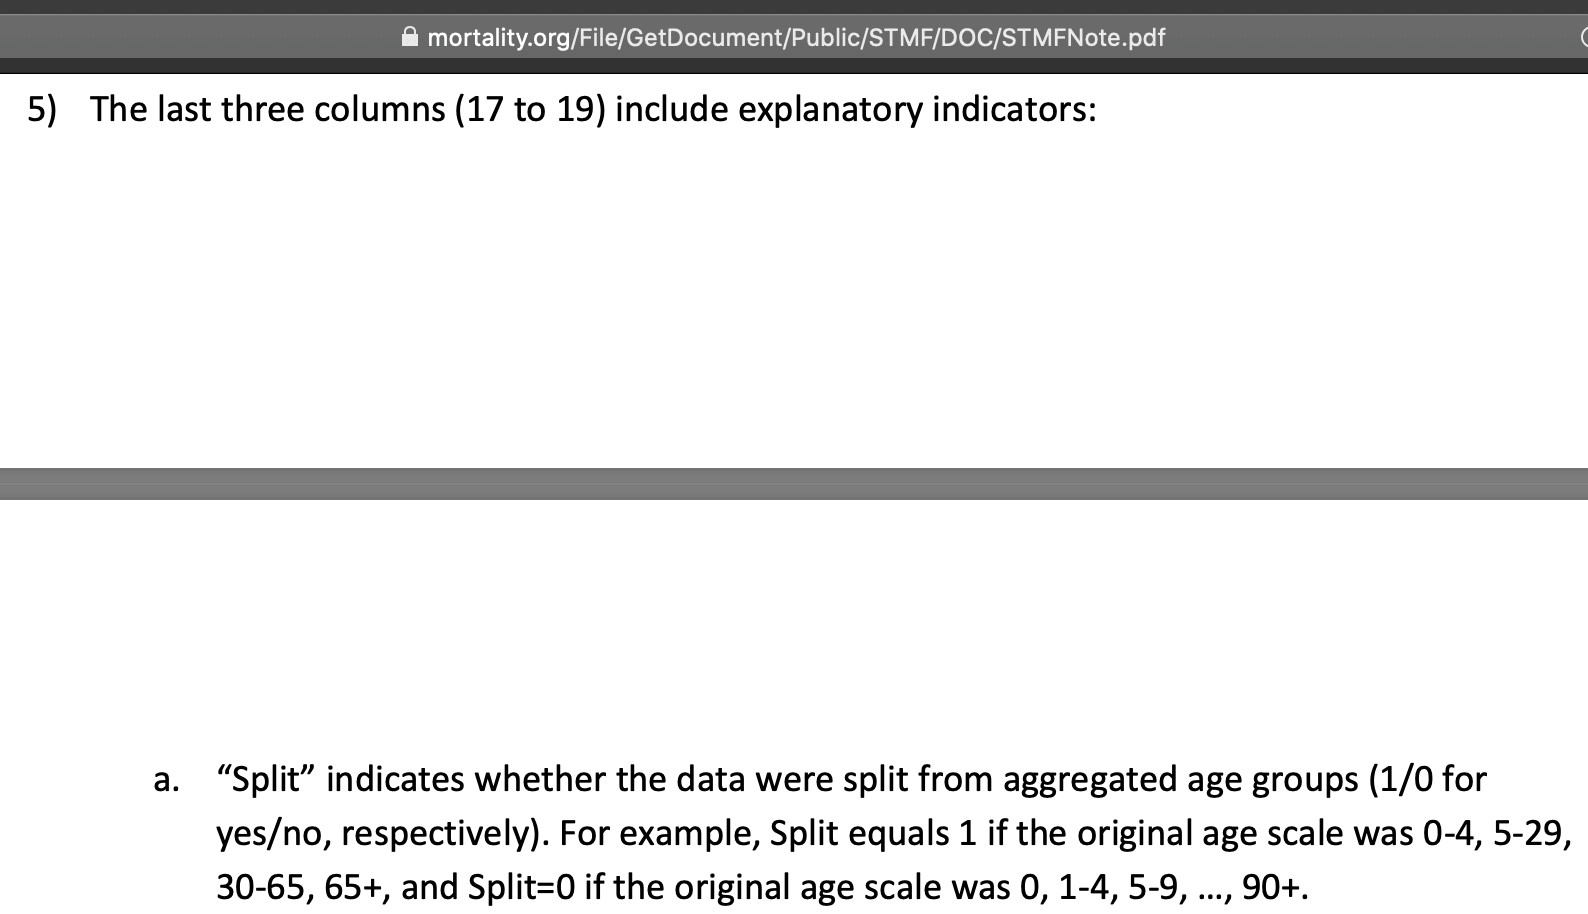 mortality.org/File/GetDocument/Public/STMF/DOC/STMFNote.pdf
5) The last three columns (17 to 19) include explanatory indicators:
a. “Split” indicates whether the data were split from aggregated age groups (1/0 for
yes/no, respectively). For example, Split equals 1 if the original age scale was 0-4, 5-29,
30-65, 65+, and Split=0 if the original age scale was 0, 1-4, 5-9, ..., 90+.